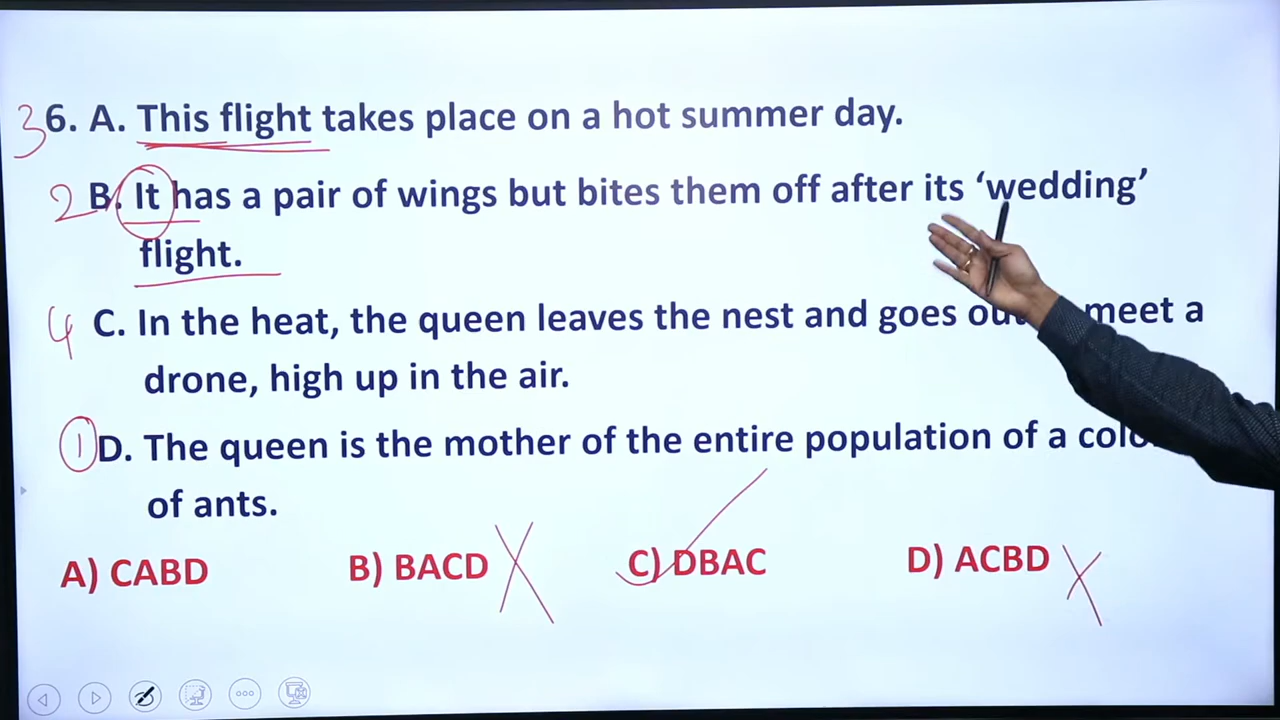 3 6. A. This flight takes place on a hot summer day.
2 B. It has a pair of wings but bites them off after its ‘wedding’
flight.
4 C. In the heat, the queen leaves the nest and goes meet a
drone, high up in the air.
1 D. The queen is the mother of the entire population of a
of ants.
A) CABD B) BACD C) DBAC D) ACBD